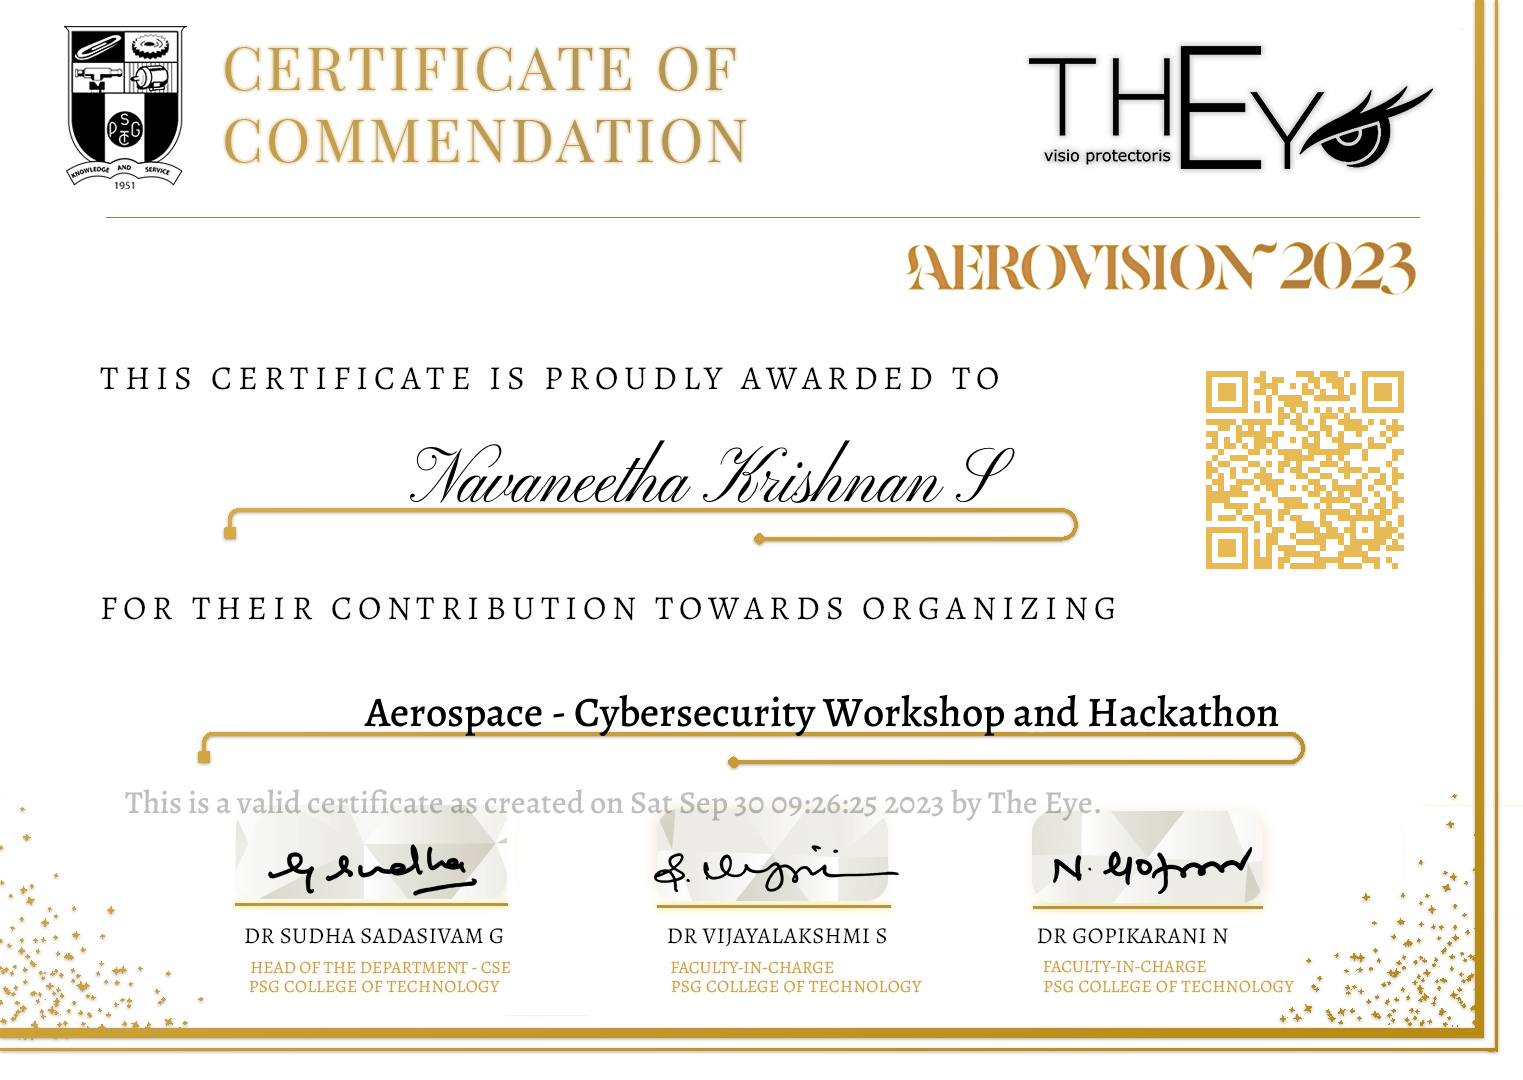 CERTIFICATE OF
COMMENDATION
PSG
CT
KNOWLEDGE AND SERVICE
1951
THEye
visio protectoris
AEROVISION 2023
THIS CERTIFICATE IS PROUDLY AWARDED TO
Navaneetha Krishnan S
FOR THEIR CONTRIBUTION TOWARDS ORGANIZING
Aerospace - Cybersecurity Workshop and Hackathon
This is a valid certificate as created on Sat Sep 30 09:26:25 2023 by The Eye.
G Sudha
N. Gof
DR SUDHA SADASIVAM G
HEAD OF THE DEPARTMENT - CSE
PSG COLLEGE OF TECHNOLOGY
DR VIJAYALAKSHMI S
FACULTY-IN-CHARGE
PSG COLLEGE OF TECHNOLOGY
DR GOPIKARANI N
FACULTY-IN-CHARGE
PSG COLLEGE OF TECHNOLOGY